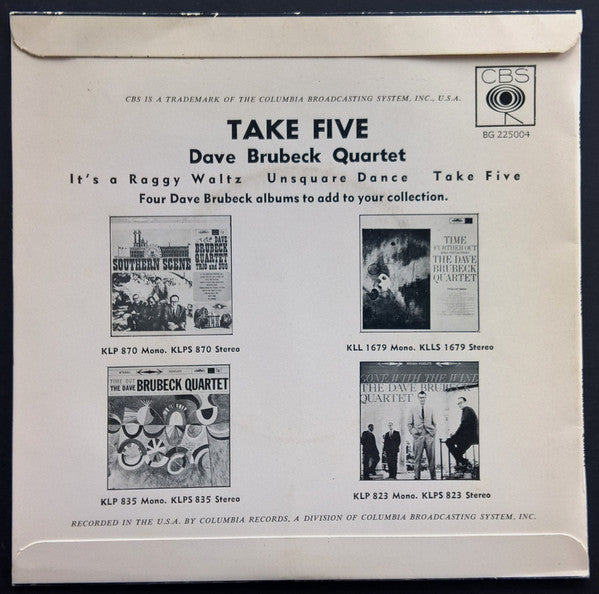 CBS IS A TRADEMARK OF THE COLUMBIA BROADCASTING SYSTEM, INC., U.S.A.
CBS
BG 225004
TAKE FIVE
Dave Brubeck Quartet
It's a Raggy Waltz Unsquare Dance Take Five
Four Dave Brubeck albums to add to your collection.
DAVE
BRUBECK
QUARTET
TRIO and DUO
SOUTHERN SCENE
TIME
FURTHER OUT
THE DAVE
BRUBECK
QUARTET
KLP 870 Mono. KLPS 870 Stereo
KLL 1679 Mono. KLLS 1679 Stereo
TIME OUT
THE DAVE BRUBECK QUARTET
GONE WITH THE WIND
THE DAVE BRUBECK
QUARTET
KLP 835 Mono. KLPS 835 Stereo
KLP 823 Mono. KLPS 823 Stereo
RECORDED IN THE U.S.A. BY COLUMBIA RECORDS, A DIVISION OF COLUMBIA BROADCASTING SYSTEM, INC.